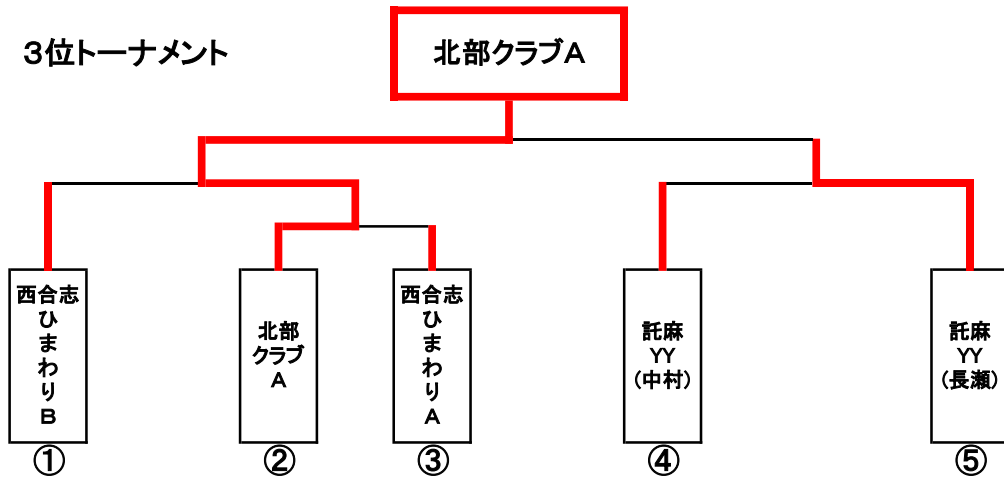 3位トーナメント
北部クラブA
西合志
ひ
ま
わ
り
B
北部
クラブ
A
西合志
ひ
ま
わ
り
A
託麻
YY
(中村)
託麻
YY
(長瀬)
①
②
③
④
⑤